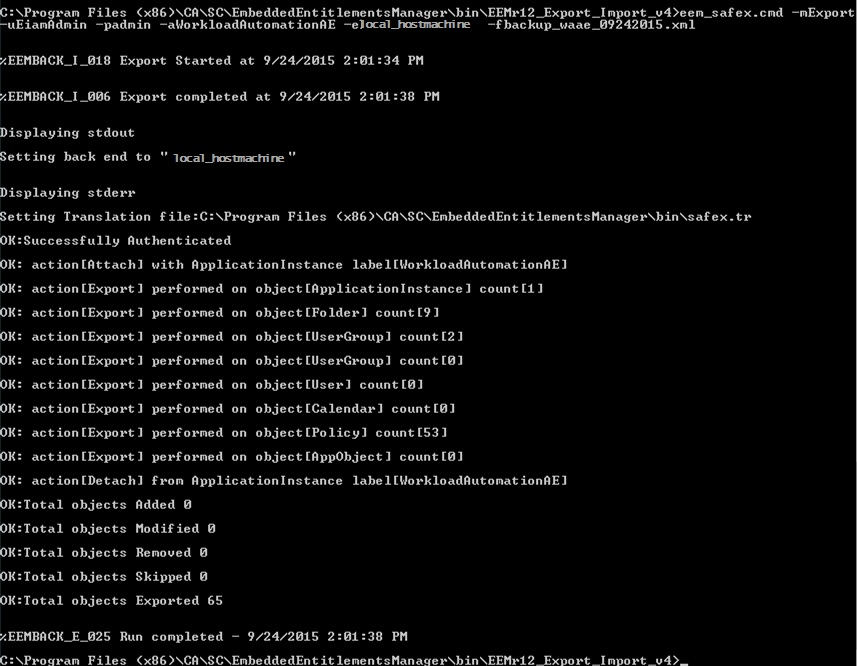 C:\Program Files (x86)\CA\SC\EmbeddedEntitlementsManager\bin\EEMr12_Export_Import_v4>eem_safex.cmd -mExport
-uEiamAdmin -padmin -aWorkloadAutomationAE -elocal_hostmachine -fbackup_waae_09242015.xml
%EEMBACK_I_018 Export Started at 9/24/2015 2:01:34 PM
%EEMBACK_I_006 Export completed at 9/24/2015 2:01:38 PM
Displaying stdout
Setting back end to "local_hostmachine"
Displaying stderr
Setting Translation file:C:\Program Files (x86)\CA\SC\EmbeddedEntitlementsManager\bin\safex.tr
OK:Successfully Authenticated
OK: action[Attach] with ApplicationInstance label[WorkloadAutomationAE]
OK: action[Export] performed on object[ApplicationInstance] count[1]
OK: action[Export] performed on object[Folder] count[9]
OK: action[Export] performed on object[UserGroup] count[2]
OK: action[Export] performed on object[UserGroup] count[0]
OK: action[Export] performed on object[User] count[0]
OK: action[Export] performed on object[Calendar] count[0]
OK: action[Export] performed on object[Policy] count[53]
OK: action[Export] performed on object[AppObject] count[0]
OK: action[Detach] from ApplicationInstance label[WorkloadAutomationAE]
OK:Total objects Added 0
OK:Total objects Modified 0
OK:Total objects Removed 0
OK:Total objects Skipped 0
OK:Total objects Exported 65
%EEMBACK_E_025 Run completed - 9/24/2015 2:01:38 PM
C:\Program Files (x86)\CA\SC\EmbeddedEntitlementsManager\bin\EEMr12_Export_Import_v4>_